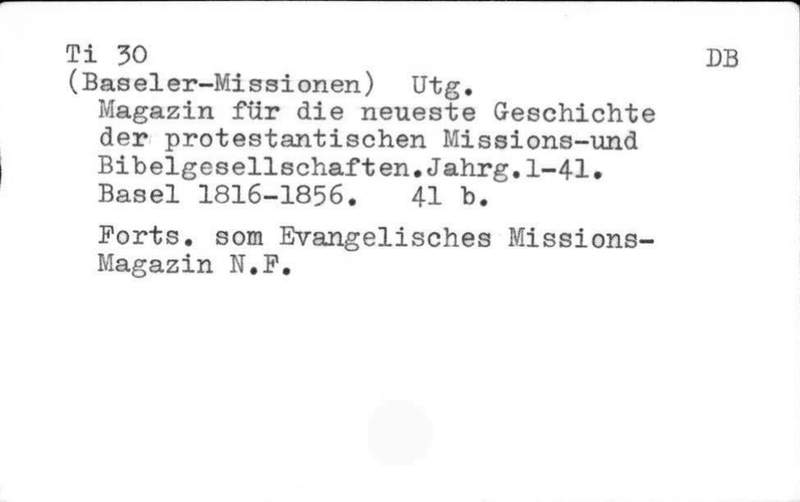 Ti 30 DB
(Baseler-Missionen) Utg.
Magazin für die neueste Geschichte
der protestantischen Missions-und
Bibelgesellschaften.Jahrg.1-41.
Basel 1816-1856. 41 b.
Forts. som Evangelisches Missions-
Magazin N.F.